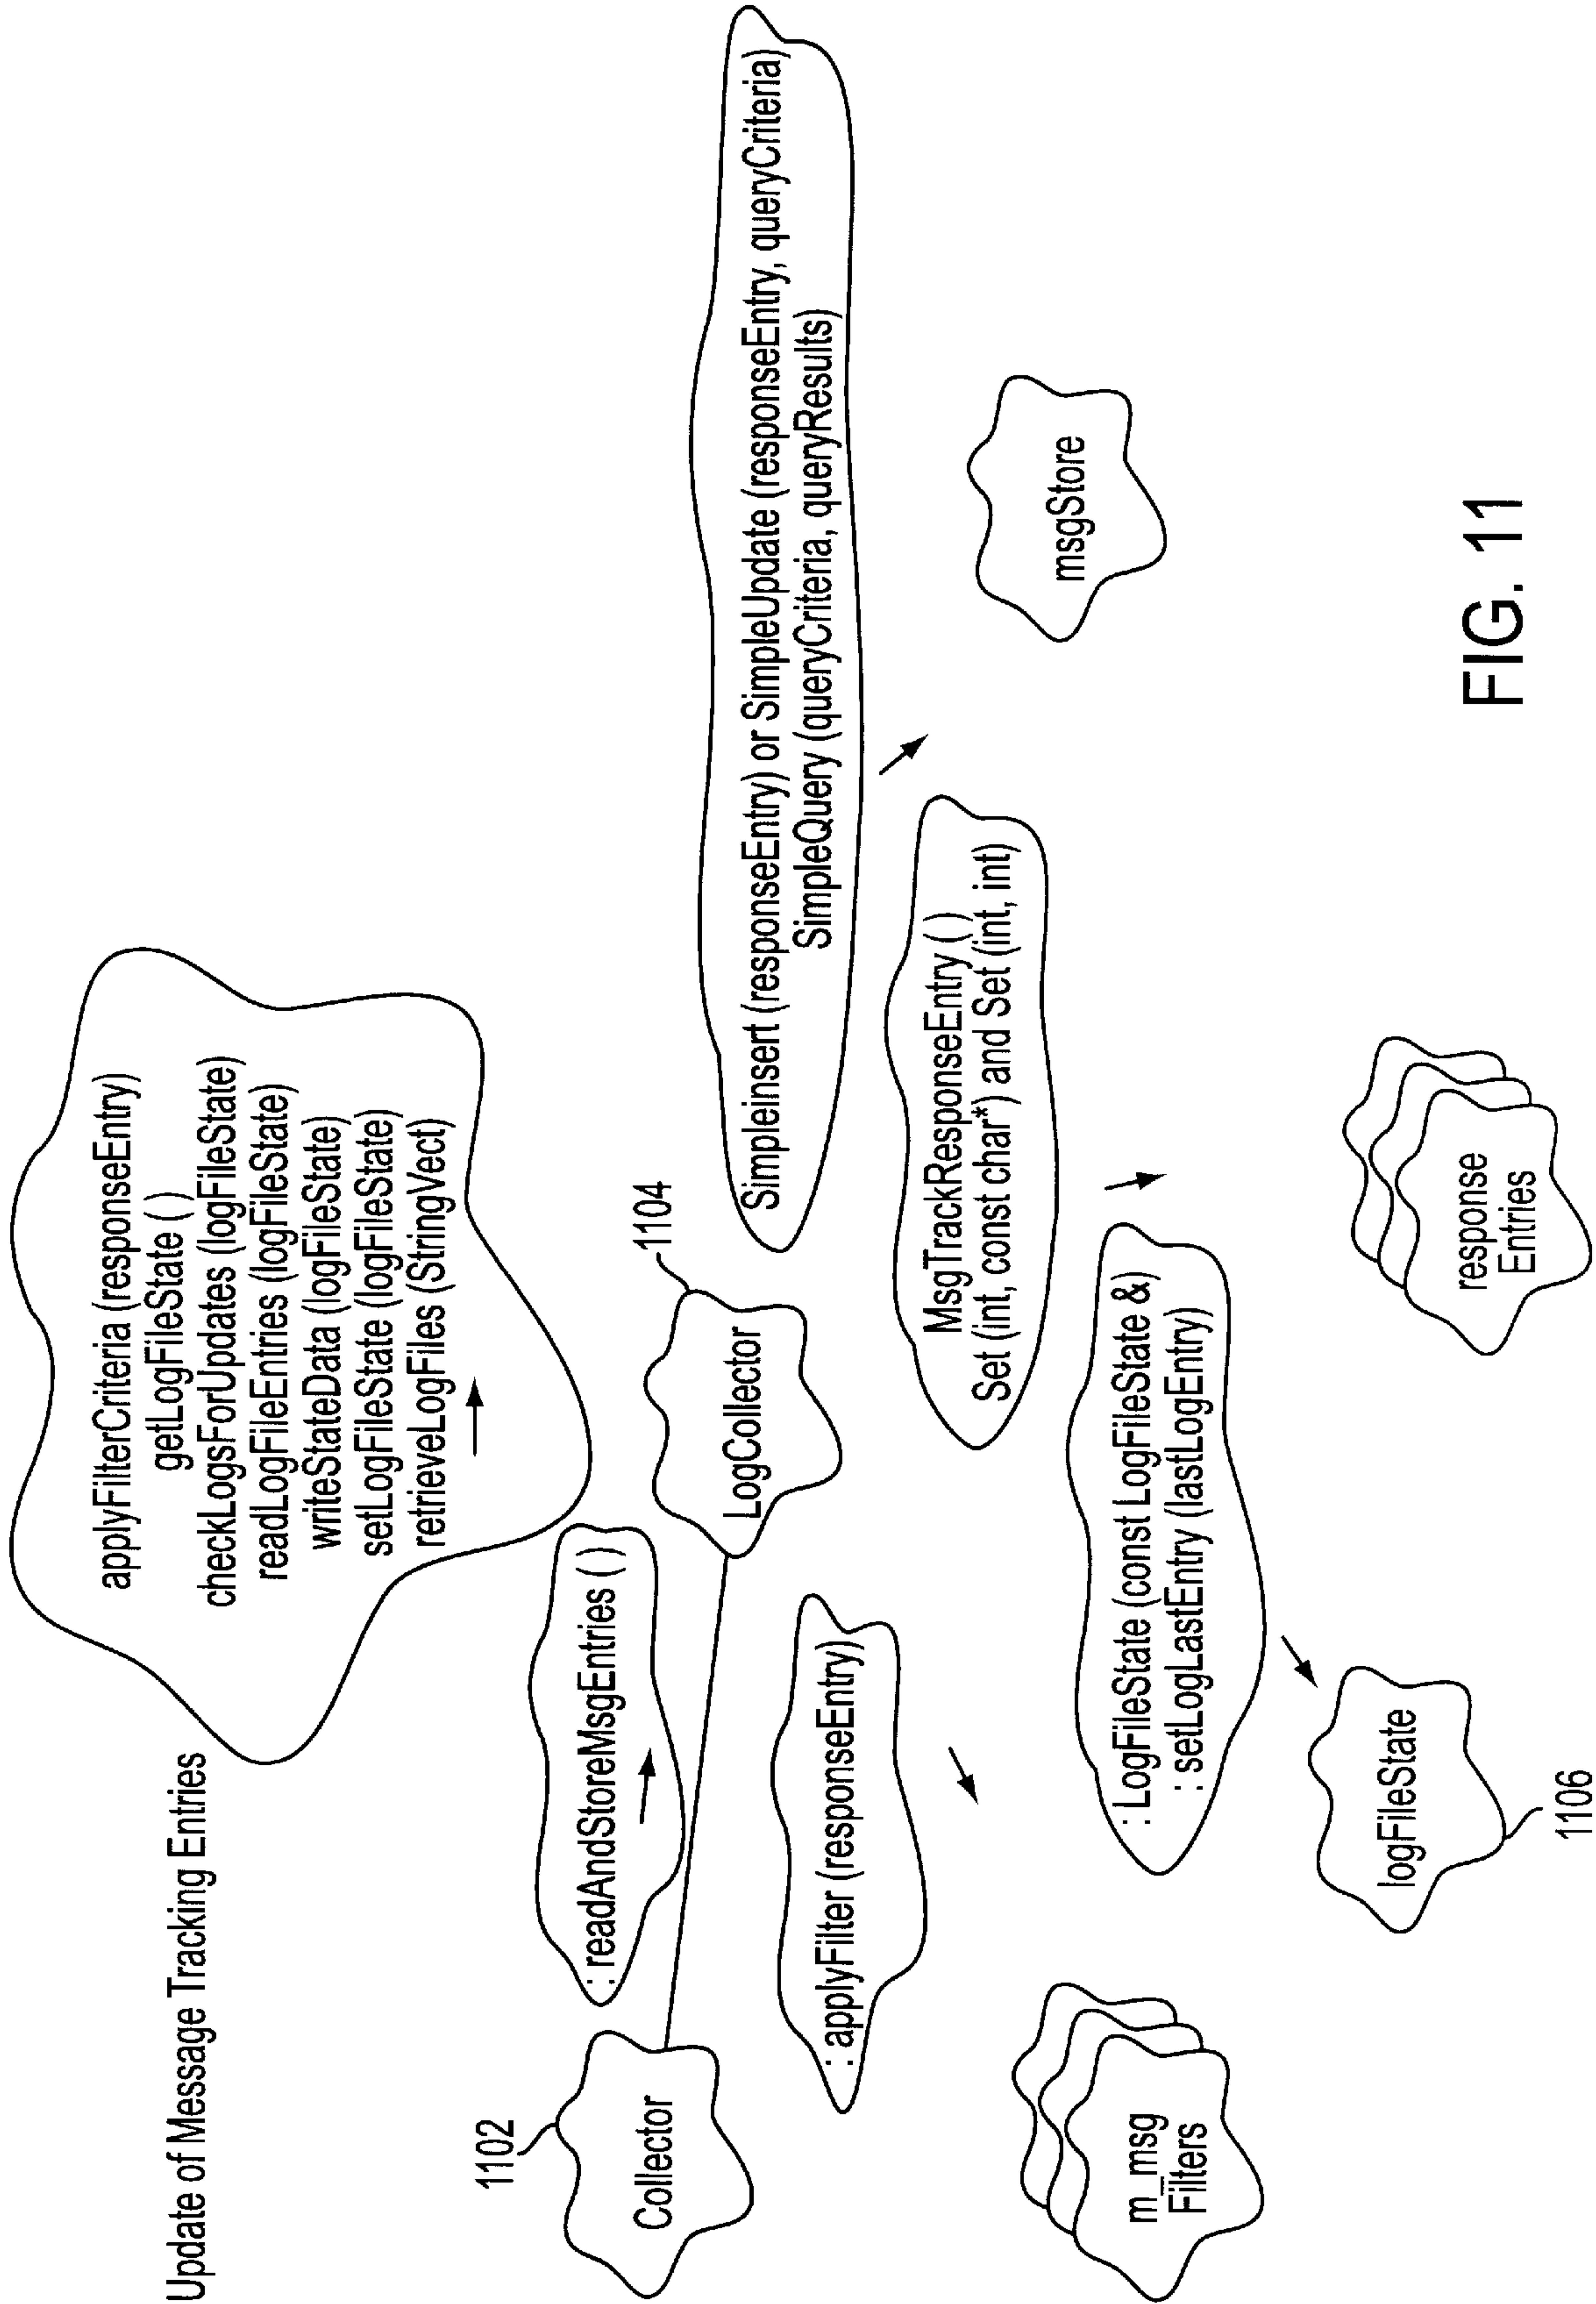 Update of Message Tracking Entries
applyFilterCriteria (responseEntry)
getLogFileState ( )
checkLogsForUpdates (logFileState)
readLogFileEntries (logFileState)
writeStateData (logFileState)
setLogFileState (logFileState)
retrieveLogFiles (StringVect)
1102
Collector
: readAndStoreMsgEntries ( )
1104
LogCollector
SimpleInsert (responseEntry) or SimpleUpdate (responseEntry, queryCriteria)
SimpleQuery (queryCriteria, queryResults)
: applyFilter (responseEntry)
MsgTrackResponseEntry ( )
Set (int, const char*) and Set (int, int)
msgStore
: LogFileState (const LogFileState &)
: setLogLastEntry (lastLogEntry)
m_msg
Filters
logFileState
1106
response
Entries
FIG. 11